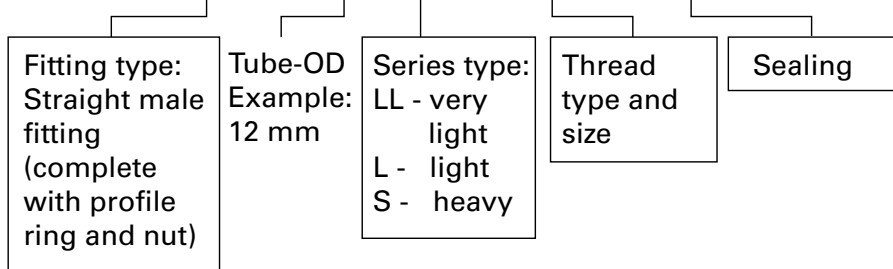 Fitting type:
Straight male
fitting
(complete
with profile
ring and nut)
Tube-OD
Example:
12 mm
Series type:
LL - very
light
L - light
S - heavy
Thread
type and
size
Sealing